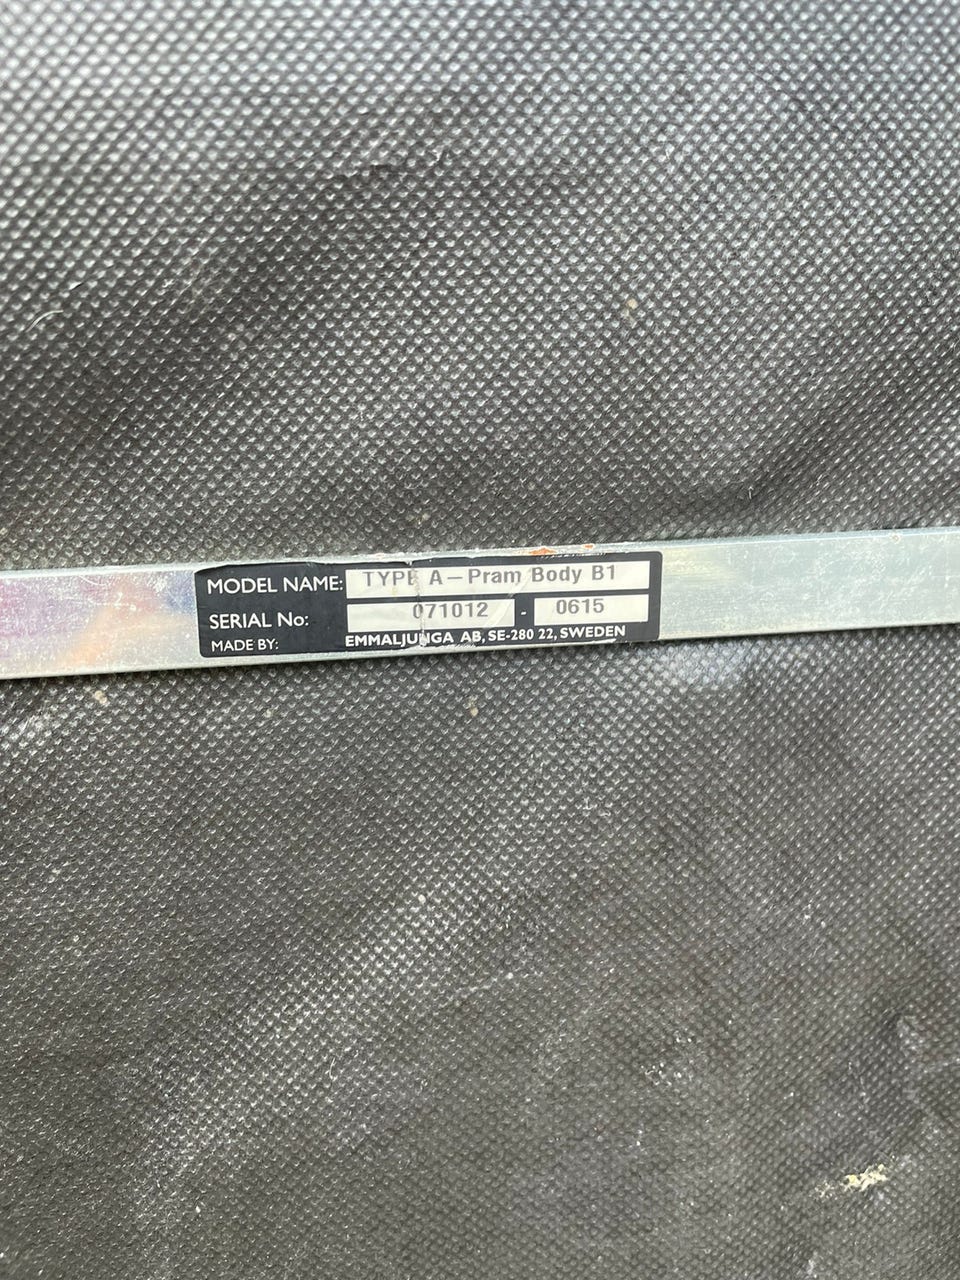 MODEL NAME: TYPE A – Pram Body B1
SERIAL No: 071012 - 0615
MADE BY: EMMALJUNGA AB, SE-280 22, SWEDEN